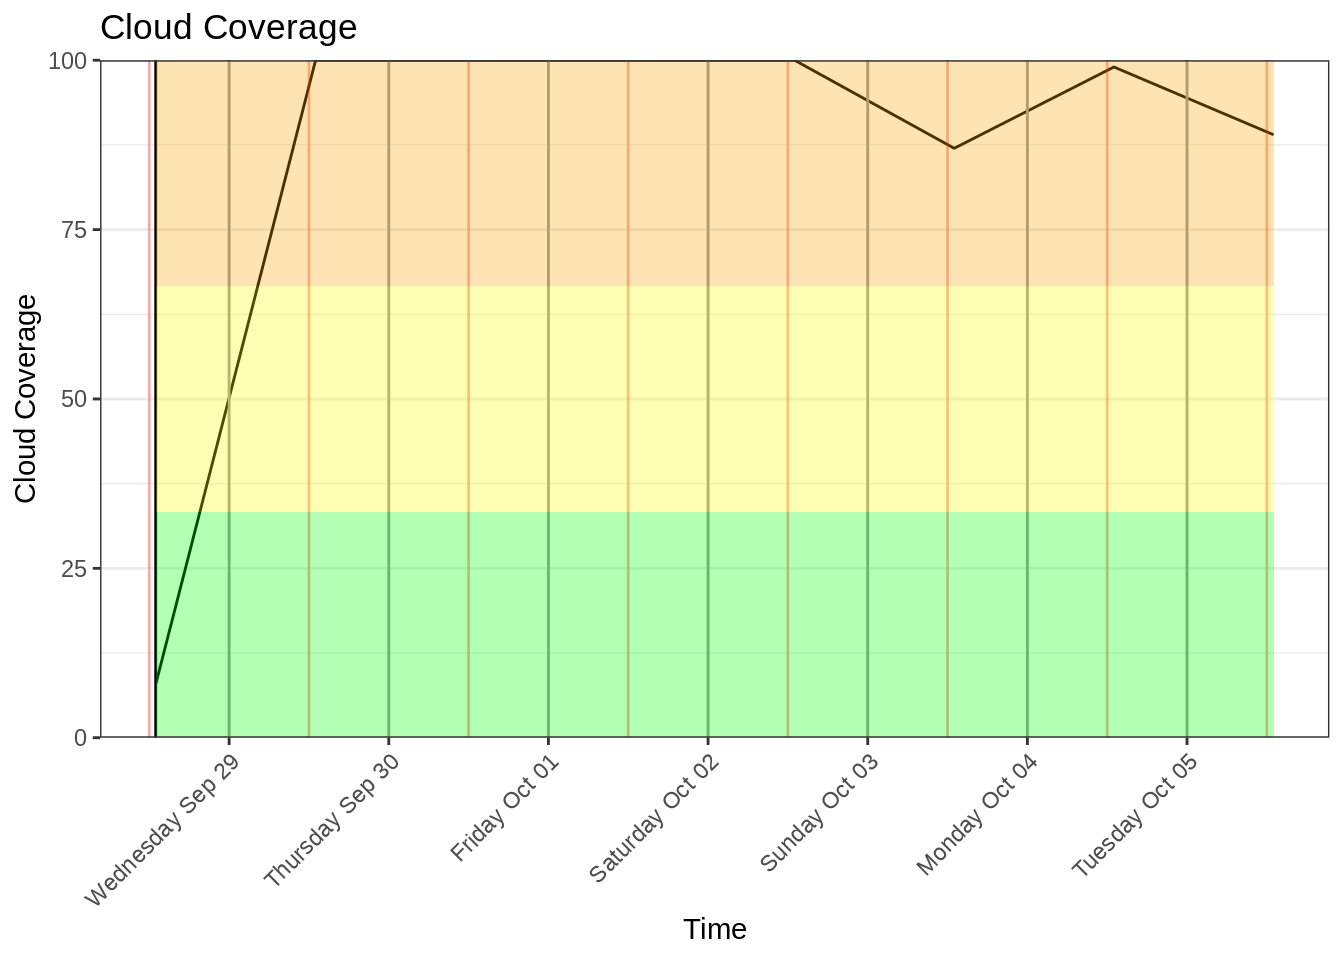 Cloud Coverage
100
75
50
25
0
Cloud Coverage
Wednesday Sep 29
Thursday Sep 30
Friday Oct 01
Saturday Oct 02
Sunday Oct 03
Monday Oct 04
Tuesday Oct 05
Time